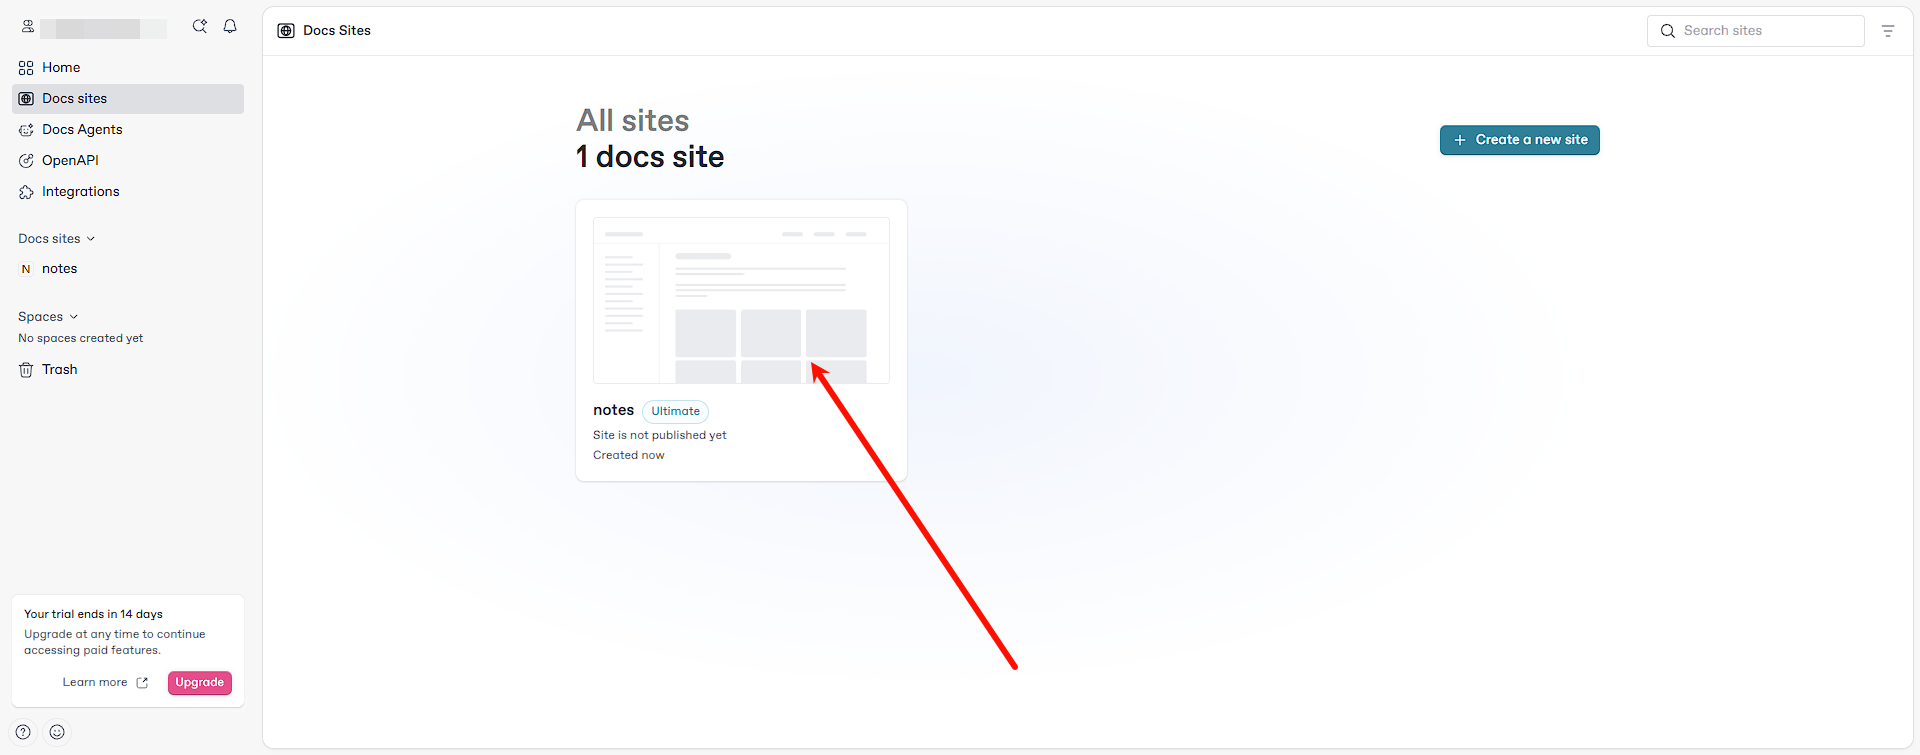 Home
Docs sites
Docs Agents
OpenAPI
Integrations
Docs sites
N notes
Spaces
No spaces created yet
Trash
Your trial ends in 14 days
Upgrade at any time to continue
accessing paid features.
Learn more
Upgrade
Docs Sites
Search sites
All sites
1 docs site
Create a new site
notes Ultimate
Site is not published yet
Created now